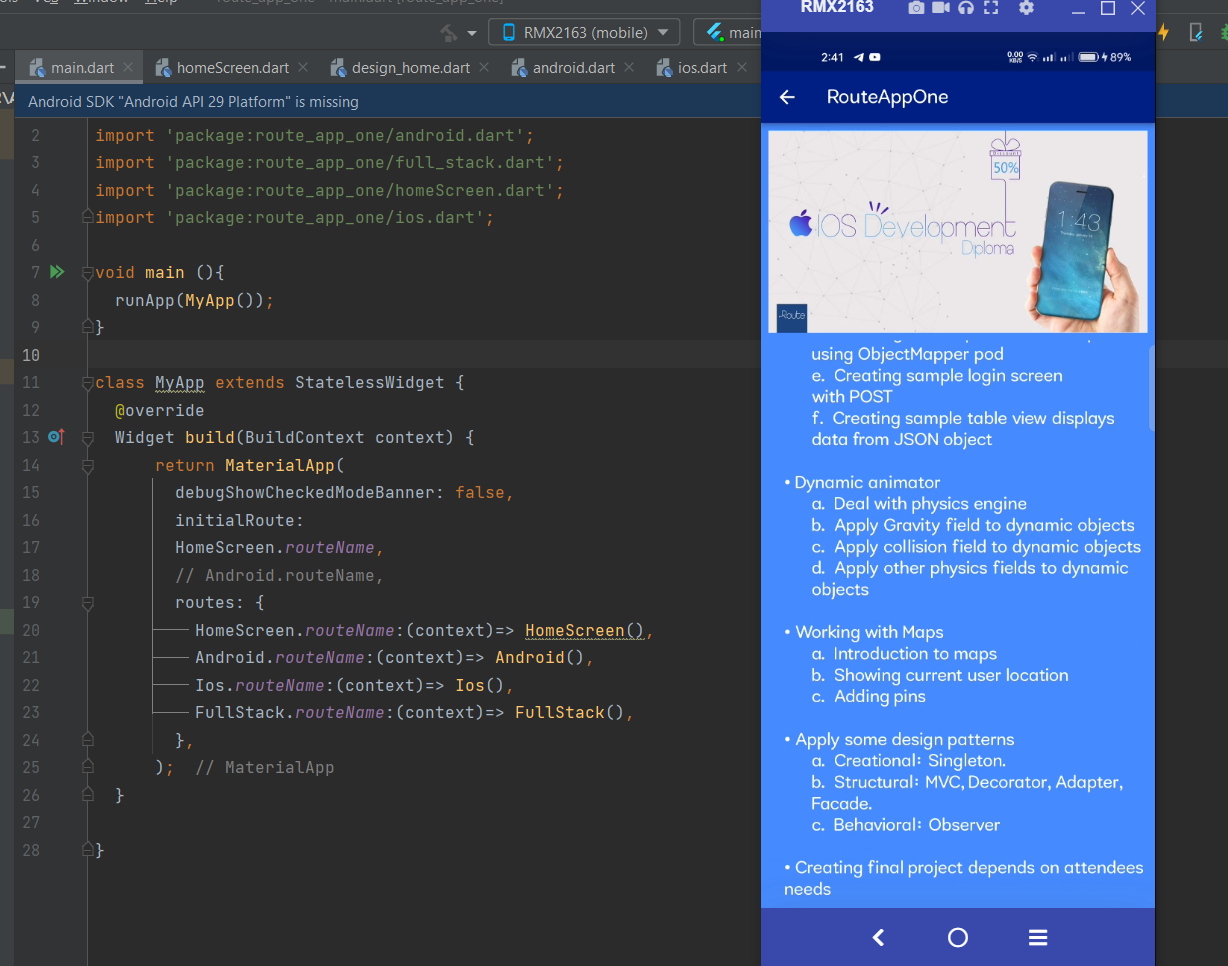 Window Help
RMX2163 (mobile)
main
main.dart
homeScreen.dart
design_home.dart
android.dart
ios.dart
Android SDK "Android API 29 Platform" is missing
2 import 'package:route_app_one/android.dart';
3 import 'package:route_app_one/full_stack.dart';
4 import 'package:route_app_one/homeScreen.dart';
5 import 'package:route_app_one/ios.dart';
6
7 void main (){
8 runApp(MyApp());
9 }
10
11 class MyApp extends StatelessWidget {
12 @override
13 Widget build(BuildContext context) {
14 return MaterialApp(
15 debugShowCheckedModeBanner: false,
16 initialRoute:
17 HomeScreen.routeName,
18 // Android.routeName,
19 routes: {
20 HomeScreen.routeName:(context)=> HomeScreen(),
21 Android.routeName:(context)=> Android(),
22 Ios.routeName:(context)=> Ios(),
23 FullStack.routeName:(context)=> FullStack(),
24 },
25 ); // MaterialApp
26 }
27
28 }
RMX2163
2:41
0.00 KB/S
89%
RouteAppOne
50%
IOS Development
Diploma
1:43
Route
using ObjectMapper pod
e. Creating sample login screen
with POST
f. Creating sample table view displays
data from JSON object
• Dynamic animator
a. Deal with physics engine
b. Apply Gravity field to dynamic objects
c. Apply collision field to dynamic objects
d. Apply other physics fields to dynamic
objects
• Working with Maps
a. Introduction to maps
b. Showing current user location
c. Adding pins
• Apply some design patterns
a. Creational: Singleton.
b. Structural: MVC, Decorator, Adapter,
Facade.
c. Behavioral: Observer
• Creating final project depends on attendees
needs